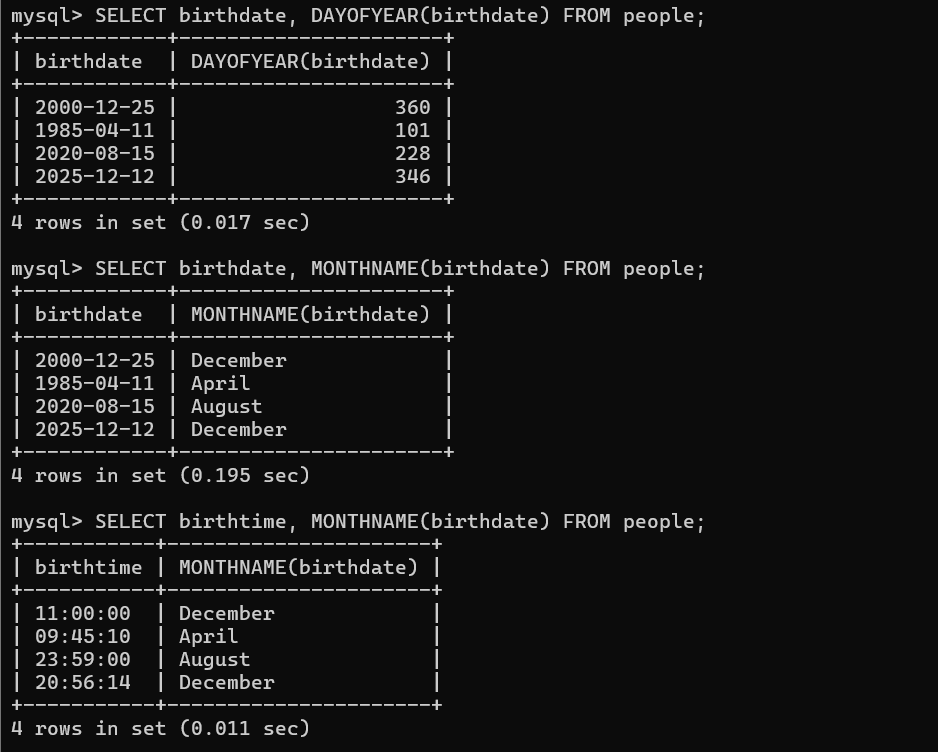 mysql> SELECT birthdate, DAYOFYEAR(birthdate) FROM people;
+------------+----------------------+
| birthdate  | DAYOFYEAR(birthdate) |
+------------+----------------------+
| 2000-12-25 |                  360 |
| 1985-04-11 |                  101 |
| 2020-08-15 |                  228 |
| 2025-12-12 |                  346 |
+------------+----------------------+
4 rows in set (0.017 sec)

mysql> SELECT birthdate, MONTHNAME(birthdate) FROM people;
+------------+----------------------+
| birthdate  | MONTHNAME(birthdate) |
+------------+----------------------+
| 2000-12-25 | December             |
| 1985-04-11 | April                |
| 2020-08-15 | August               |
| 2025-12-12 | December             |
+------------+----------------------+
4 rows in set (0.195 sec)

mysql> SELECT birthtime, MONTHNAME(birthdate) FROM people;
+-----------+----------------------+
| birthtime | MONTHNAME(birthdate) |
+-----------+----------------------+
| 11:00:00  | December             |
| 09:45:10  | April                |
| 23:59:00  | August               |
| 20:56:14  | December             |
+-----------+----------------------+
4 rows in set (0.011 sec)